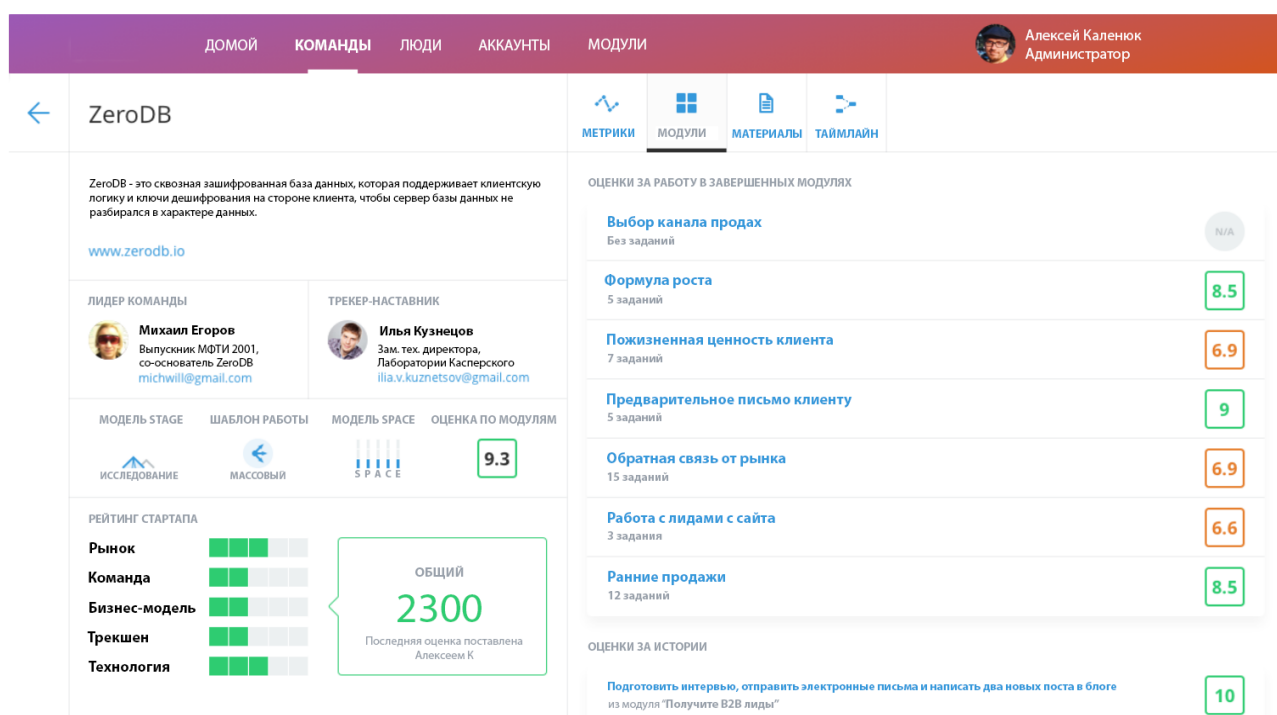 ДОМОЙ КОМАНДЫ ЛЮДИ АККАУНТЫ МОДУЛИ
Алексей Каленюк
Администратор
ZeroDB
МЕТРИКИ МОДУЛИ МАТЕРИАЛЫ ТАЙМЛАЙН
ZeroDB - это сквозная зашифрованная база данных, которая поддерживает клиентскую
логику и ключи дешифрования на стороне клиента, чтобы сервер базы данных не
разбирался в характере данных.
www.zerodb.io
ЛИДЕР КОМАНДЫ
Михаил Егоров
Выпускник МФТИ 2001,
со-основатель ZeroDB
michwill@gmail.com
ТРЕКЕР-НАСТАВНИК
Илья Кузнецов
Зам. тех. директора,
Лаборатории Касперского
ilia.v.kuznetsov@gmail.com
МОДЕЛЬ STAGE ШАБЛОН РАБОТЫ МОДЕЛЬ SPACE ОЦЕНКА ПО МОДУЛЯМ
ИССЛЕДОВАНИЕ МАССОВЫЙ S P A C E 9.3
РЕЙТИНГ СТАРТАПА
Рынок
Команда
Бизнес-модель
Трекшен
Технология
ОБЩИЙ
2300
Последняя оценка поставлена
Алексеем К
ОЦЕНКИ ЗА РАБОТУ В ЗАВЕРШЕННЫХ МОДУЛЯХ
Выбор канала продах
Без заданий
N/A
Формула роста
5 заданий
8.5
Пожизненная ценность клиента
7 заданий
6.9
Предварительное письмо клиенту
5 заданий
9
Обратная связь от рынка
15 заданий
6.9
Работа с лидами с сайта
3 задания
6.6
Ранние продажи
12 заданий
8.5
ОЦЕНКИ ЗА ИСТОРИИ
Подготовить интервью, отправить электронные письма и написать два новых поста в блоге
из модуля "Получите B2B лиды"
10